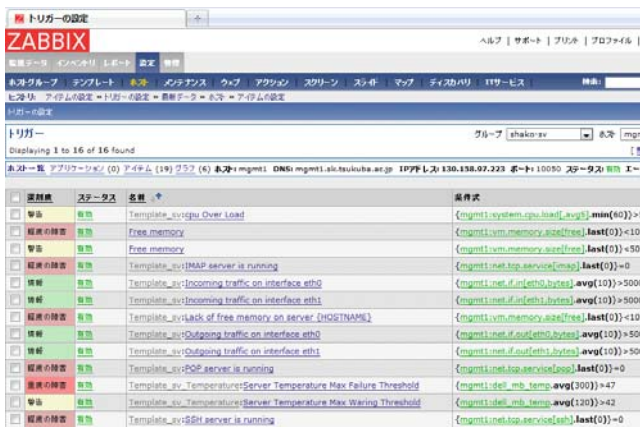 トリガーの設定
ZABBIX
ヘルプ | サポート | プリント | プロファイル |
監視データ インベントリ レポート 設定 管理
ホストグループ | テンプレート | ホスト | メンテナンス | ウェブ | アクション | スクリーン | スライド | マップ | ディスカバリ | ITサービス | 検索:
ヒストリ: アイテムの設定 » トリガーの設定 » 最新データ » ホスト » アイテムの設定
トリガーの設定
トリガー グループ shako-sv ホスト mgm
Displaying 1 to 16 of 16 found
ホスト一覧 アプリケーション (0) アイテム (19) グラフ (6) ホスト: mgmt1 DNS: mgmt1.slc.tsukuba.ac.jp IPアドレス: 130.158.97.223 ポート: 10050 ステータス: 有効 エー
深刻度 ステータス 名前 条件式
警告 有効 Template_sv:cpu Over Load {mgmt1:system.cpu.load[,avg5].min(60)}>
軽度の障害 有効 Free memory {mgmt1:vm.memory.size[free].last(0)}<10
警告 有効 Free memory {mgmt1:vm.memory.size[free].last(0)}<50
軽度の障害 有効 Template_sv:IMAP server is running {mgmt1:net.tcp.service[imap].last(0)}=0
情報 有効 Template_sv:Incoming traffic on interface eth0 {mgmt1:net.if.in[eth0,bytes].avg(10)}>5000
情報 有効 Template_sv:Incoming traffic on interface eth1 {mgmt1:net.if.in[eth1,bytes].avg(10)}>5000
軽度の障害 有効 Template_sv:Lack of free memory on server {HOSTNAME} {mgmt1:vm.memory.size[free].last(0)}<10
情報 有効 Template_sv:Outgoing traffic on interface eth0 {mgmt1:net.if.out[eth0,bytes].avg(10)}>500
情報 有効 Template_sv:Outgoing traffic on interface eth1 {mgmt1:net.if.out[eth1,bytes].avg(10)}>500
軽度の障害 有効 Template_sv:POP server is running {mgmt1:net.tcp.service[pop].last(0)}=0
重度の障害 有効 Template_sv_Temperature:Server Temperature Max Failure Threshold {mgmt1:dell_mb_temp.avg(300)}>47
警告 有効 Template_sv_Temperature:Server Temperature Max Waring Threshold {mgmt1:dell_mb_temp.avg(120)}>42
軽度の障害 有効 Template_sv:SSH server is running {mgmt1:net.tcp.service[ssh].last(0)}=0